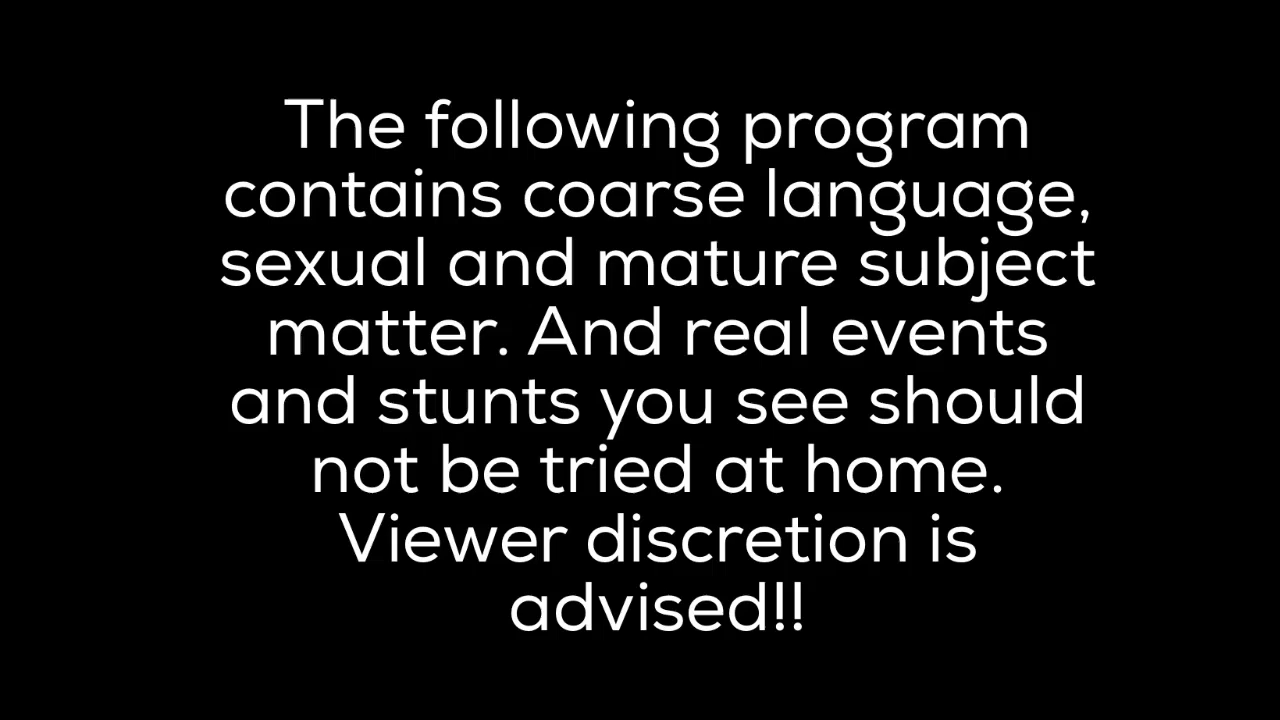 The following program
contains coarse language,
sexual and mature subject
matter. And real events
and stunts you see should
not be tried at home.
Viewer discretion is
advised!!